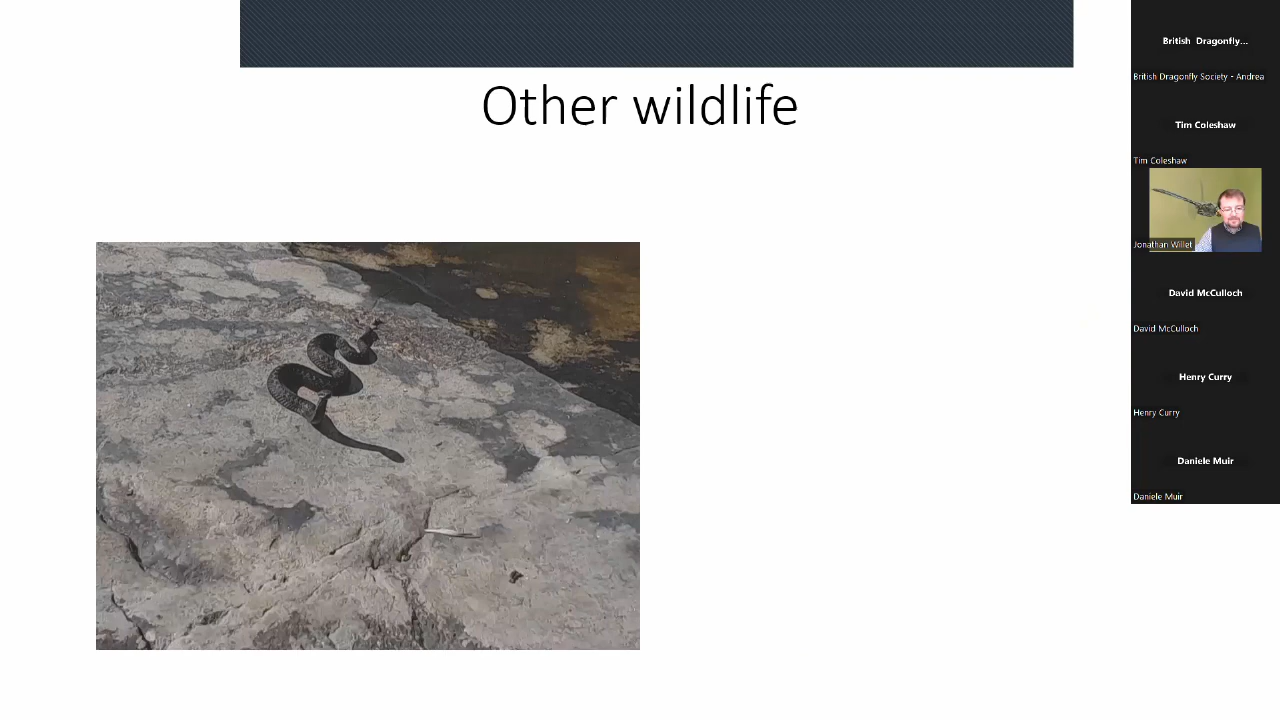 Other wildlife
British Dragonfly...
British Dragonfly Society - Andrea
Tim Coleshaw
Tim Coleshaw
Jonathan Willet
David McCulloch
David McCulloch
Henry Curry
Henry Curry
Daniele Muir
Daniele Muir